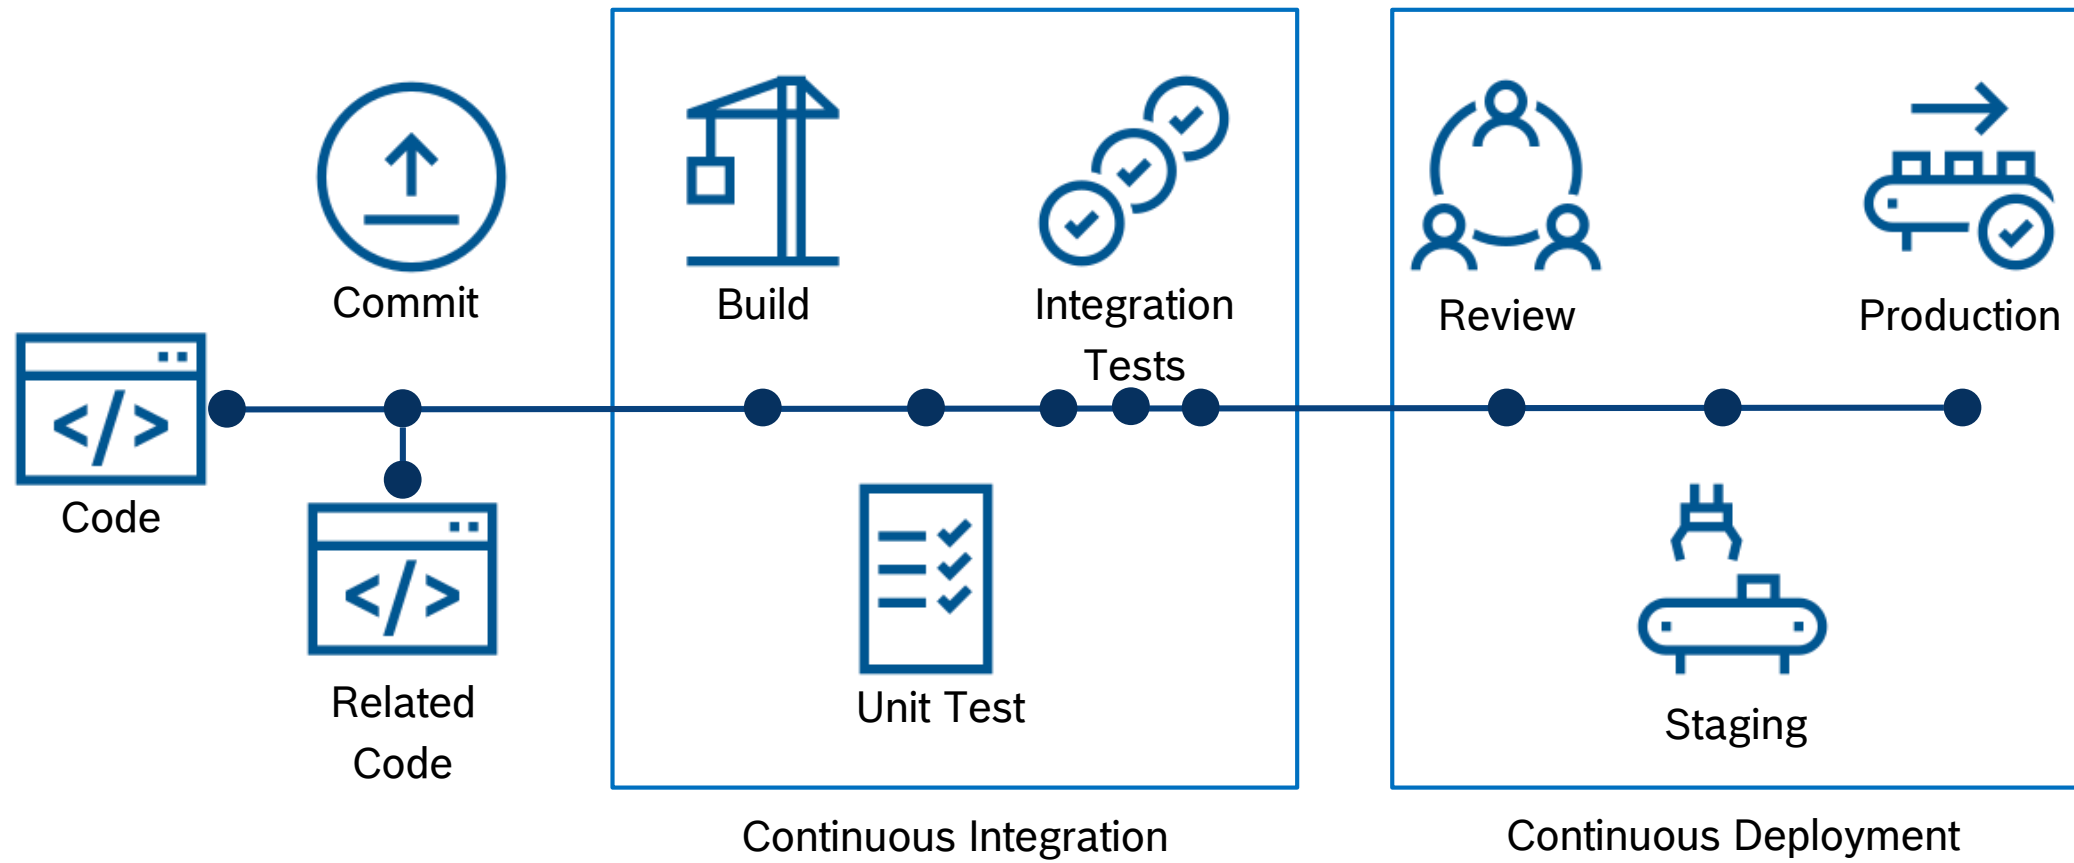 Commit
Build
Integration
Tests
Review
Production
</>
Code
</>
Related
Code
Unit Test
Staging
Continuous Integration
Continuous Deployment